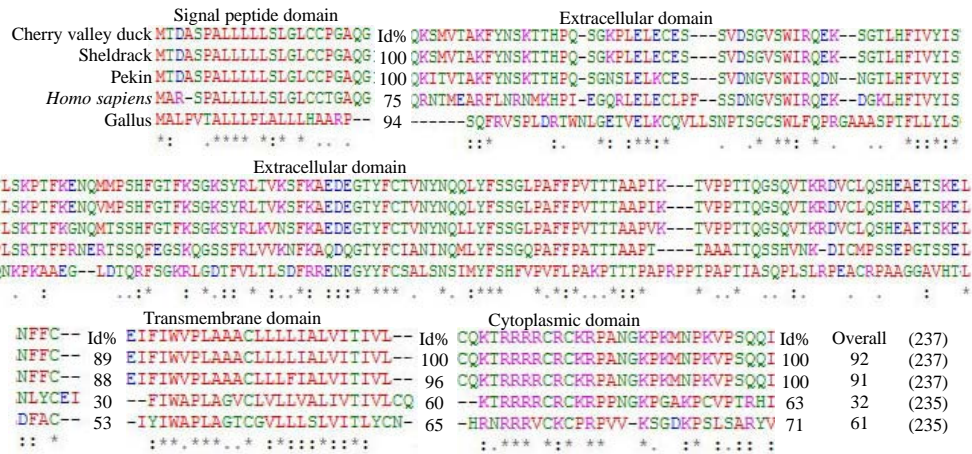 Signal peptide domain Extracellular domain
Cherry valley duck MTDASPALLLLLSLGLCCPGAQG Id% QKSMVTAKFYNSKTTHPQ-SGKPLELECES---SVDSGVSWIRQEK--SGTLHFIVYIS
Sheldrack MTDASPALLLLLSLGLCCPGAQG 100 QKSMVTAKFYNSKTTHPQ-SGKPLELECES---SVDSGVSWIRQEK--SGTLHFIVYIS
Pekin MTDASPALLLLLSLGLCCPGAQG 100 QKITVTAKFYNSKTTHPQ-SGNSLELKCES---SVDNGVSWIRQDN--NGTLHFIVYIS
Homo sapiens MAR-SPALLLLLSLGLCCTGAQG 75 QRNTMEARFLNRNMKHPI-EGQRLELECLPF---SSDNGVSWIRQEK--DGKLHFIVYIS
Gallus MALPVTALLLPLALLLHAARP-- 94 ------SQFRVSPLDRTWNLGETVELKCQVLLSNPTSGCSWLFQPRGAAASPTFLLYLS
Extracellular domain
LSKPTFKENQMMPSHFGTFKSGKSYRLTVKSFKAEDEGTYFCTVNYNQQLYFSSGLPAFFPVTTTAAPIK---TVPPTTQGSQVTKRDVCLQSHEAETSKEL
LSKPTFKENQVMPSHFGTFKSGKSYRLTVKSFKAEDEGTYFCTVNYNQQLYFSSGLPAFFPVTTTAAPIK---TVPPTTQGSQVTKRDVCLQSHEAETSKEL
LSKTTFKGNQMTSSHFGTFKSGKSYRLKVNSFKAEDEGTYFCTVNYNQLLYFSSGLPAFFPVTTTAAPVK---TVPPTTQGSQVTKRDVCLQSHEAETSKEL
LSRTTFPRNERTSSQFEGSKQGSSFRLVVKNFKAQDQGTYFCIANINQMLYFSSGQPAFFPATTTAAPT----TAAATTQSSHVNK-DICMPSSEPGTSSEL
QNKPKAAEG--LDTQRFSGKRLGDTFVLTLSDFRRENEGYYFCSALSNSIMYFSHFVPVFLPAKPTTTPAPRPPTPAPTIASQPLSLRPEACRPAAGGAVHT-L
Transmembrane domain Cytoplasmic domain
NFFC-- Id% EIFIWVPLAAACLLLLIALVITIVL-- Id% CQKTRRRRCRCKRPANGKPKMNPKVPSQQI Id% Overall (237)
NFFC-- 89 EIFIWVPLAAACLLLLIALVITIVL-- 100 CQKTRRRRCRCKRPANGKPKMNPKVPSQQI 100 92 (237)
NFFC-- 88 EIFIWVPLAAACLLLFIALVITIVL-- 96 CQKTRRRRCRCKRPANGKPKMNPKVPSQQI 100 91 (237)
NLYCEI 30 --FIWAPLAGVCLVLLVALIVTIVLCQ 60 --KTRRRRCRCKRPPNGKPGAKPCVPTRHI 63 32 (235)
DFAC-- 53 -IYIWAPLAGTCGVLLLSLVITLYCN- 65 -HRNRRRVCKCPRPVV-KSGDKPSLSARYV 71 61 (235)